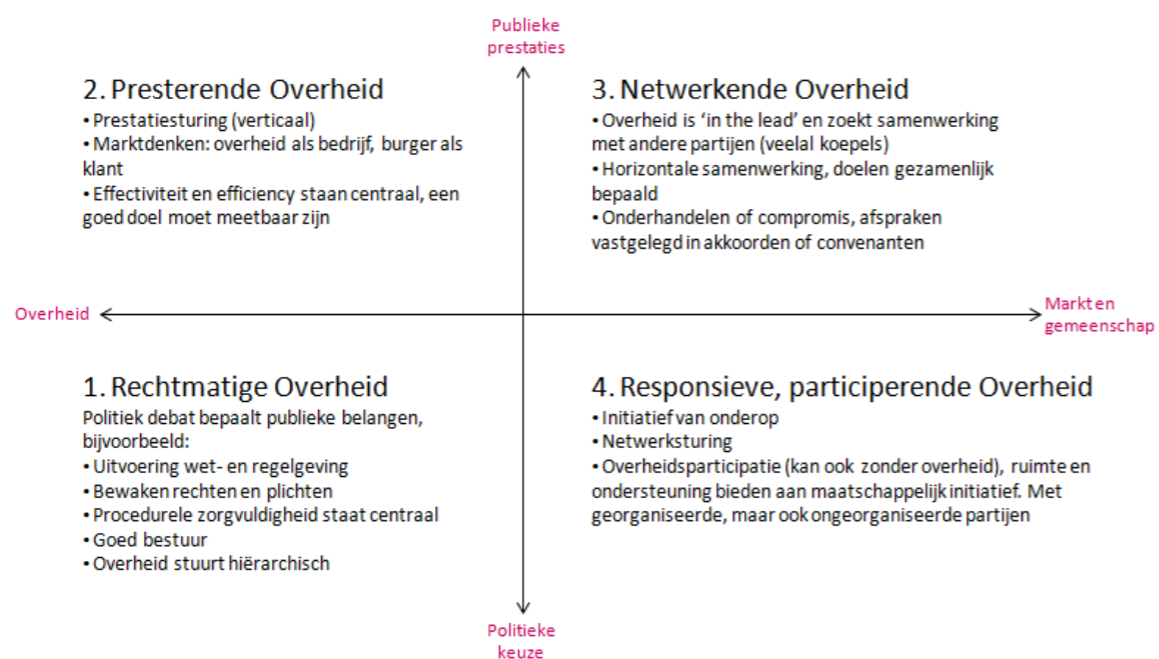 Publieke
prestaties
2. Presterende Overheid
• Prestatiesturing (verticaal)
• Marktdenken: overheid als bedrijf, burger als
klant
• Effectiviteit en efficiency staan centraal, een
goed doel moet meetbaar zijn
3. Netwerkende Overheid
• Overheid is ‘in the lead’ en zoekt samenwerking
met andere partijen (veelal koepels)
• Horizontale samenwerking, doelen gezamenlijk
bepaald
• Onderhandelen of compromis, afspraken
vastgelegd in akkoorden of convenanten
Overheid
Markt en
gemeenschap
1. Rechtmatige Overheid
Politiek debat bepaalt publieke belangen,
bijvoorbeeld:
• Uitvoering wet- en regelgeving
• Bewaken rechten en plichten
• Procedurele zorgvuldigheid staat centraal
• Goed bestuur
• Overheid stuurt hiërarchisch
4. Responsieve, participerende Overheid
• Initiatief van onderop
• Netwerksturing
• Overheidsparticipatie (kan ook zonder overheid), ruimte en
ondersteuning bieden aan maatschappelijk initiatief. Met
georganiseerde, maar ook ongeorganiseerde partijen
Politieke
keuze